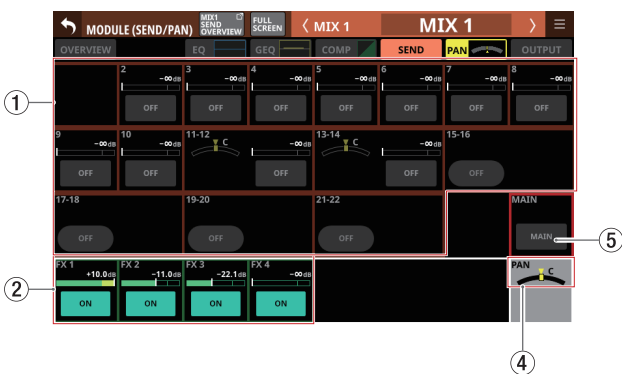 MODULE (SEND/PAN) MIX1 SEND OVERVIEW FULL SCREEN MIX 1 MIX 1
OVERVIEW EQ GEQ COMP SEND PAN OUTPUT
2 3 4 5 6 7 8
-∞dB -∞dB -∞dB -∞dB -∞dB -∞dB -∞dB
OFF OFF OFF OFF OFF OFF OFF
①
9 10 11-12 13-14 15-16
-∞dB -∞dB C -∞dB C -∞dB
OFF OFF OFF OFF OFF
17-18 19-20 21-22 MAIN
OFF OFF OFF MAIN
⑤
FX 1 FX 2 FX 3 FX 4 PAN
+10.0dB -11.0dB -22.1dB -∞dB C
②
ON ON ON ON
④